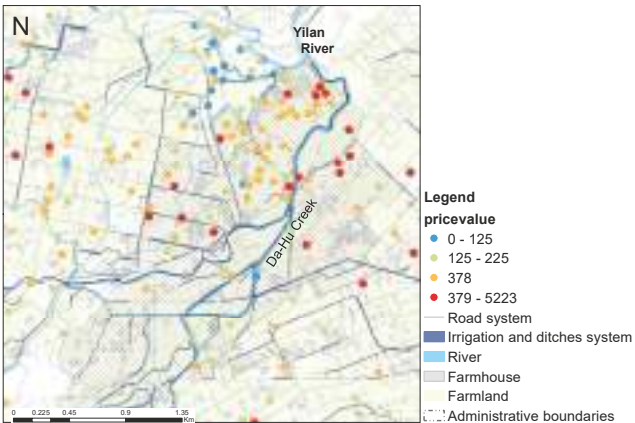 N
Yilan
River
Da-Hu Creek
Legend
pricevalue
0 - 125
125 - 225
378
379 - 5223
Road system
Irrigation and ditches system
River
Farmhouse
Farmland
Administrative boundaries
0 0.225 0.45 0.9 1.35
Km